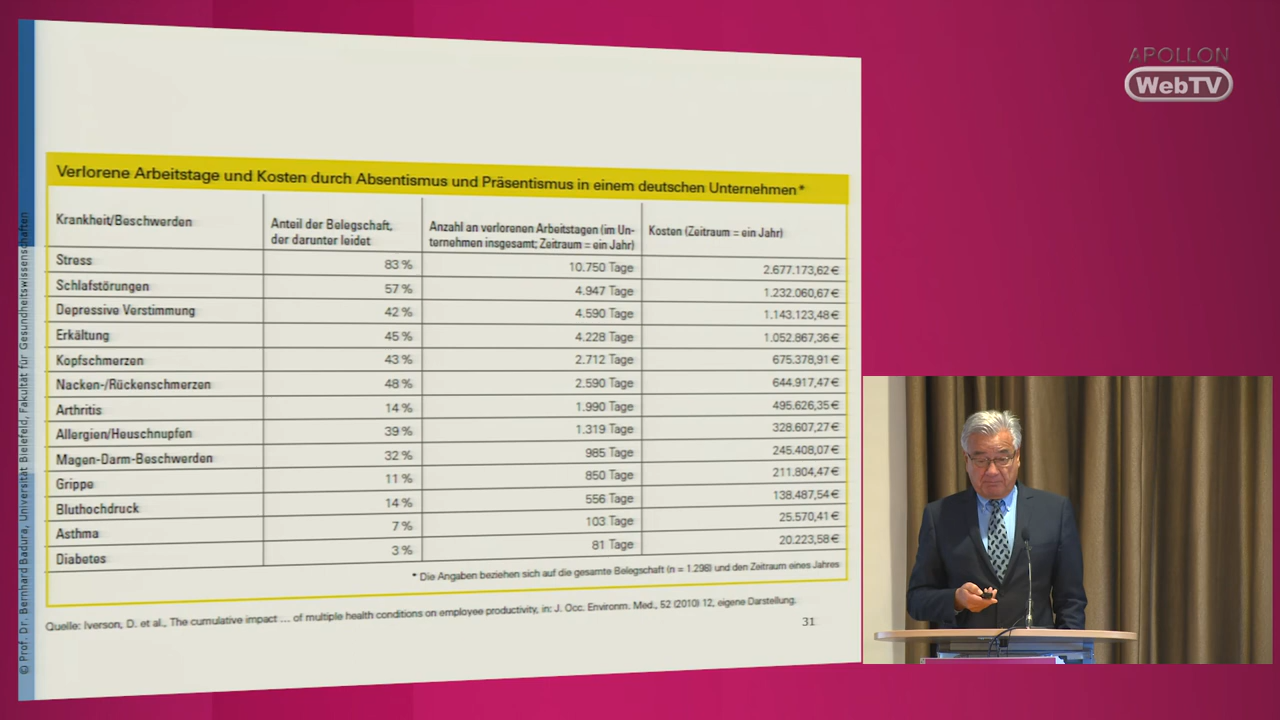 APOLLON
WebTV
Verlorene Arbeitstage und Kosten durch Absentismus und Präsentismus in einem deutschen Unternehmen*
Krankheit/Beschwerden
Anteil der Belegschaft,
der darunter leidet
Anzahl an verlorenen Arbeitstagen (im Un-
ternehmen insgesamt; Zeitraum = ein Jahr)
Kosten (Zeitraum = ein Jahr)
Stress 83 % 10.750 Tage 2.677.173,62 €
Schlafstörungen 57 % 4.947 Tage 1.232.060,67 €
Depressive Verstimmung 42 % 4.590 Tage 1.143.123,48 €
Erkältung 45 % 4.228 Tage 1.052.867,36 €
Kopfschmerzen 43 % 2.712 Tage 675.378,91 €
Nacken-/Rückenschmerzen 48 % 2.590 Tage 644.917,47 €
Arthritis 14 % 1.990 Tage 495.626,35 €
Allergien/Heuschnupfen 39 % 1.319 Tage 328.607,27 €
Magen-Darm-Beschwerden 32 % 985 Tage 245.408,07 €
Grippe 11 % 850 Tage 211.804,47 €
Bluthochdruck 14 % 556 Tage 138.487,54 €
Asthma 7 % 103 Tage 25.570,41 €
Diabetes 3 % 81 Tage 20.223,58 €
* Die Angaben beziehen sich auf die gesamte Belegschaft (n = 1.298) und den Zeitraum eines Jahres
Quelle: Iverson, D. et al., The cumulative impact ... of multiple health conditions on employee productivity, in: J. Occ. Environm. Med., 52 (2010) 12, eigene Darstellung.
31
© Prof. Dr. Bernhard Badura, Universität Bielefeld, Fakultät für Gesundheitswissenschaften